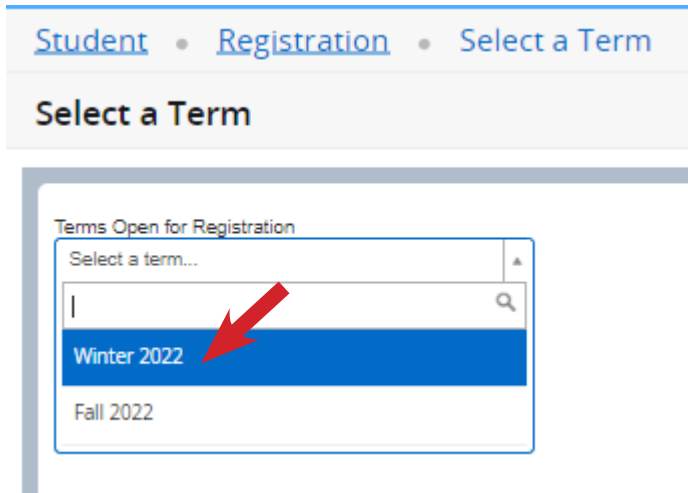 Student • Registration • Select a Term
Select a Term
Terms Open for Registration
Select a term...
Winter 2022
Fall 2022